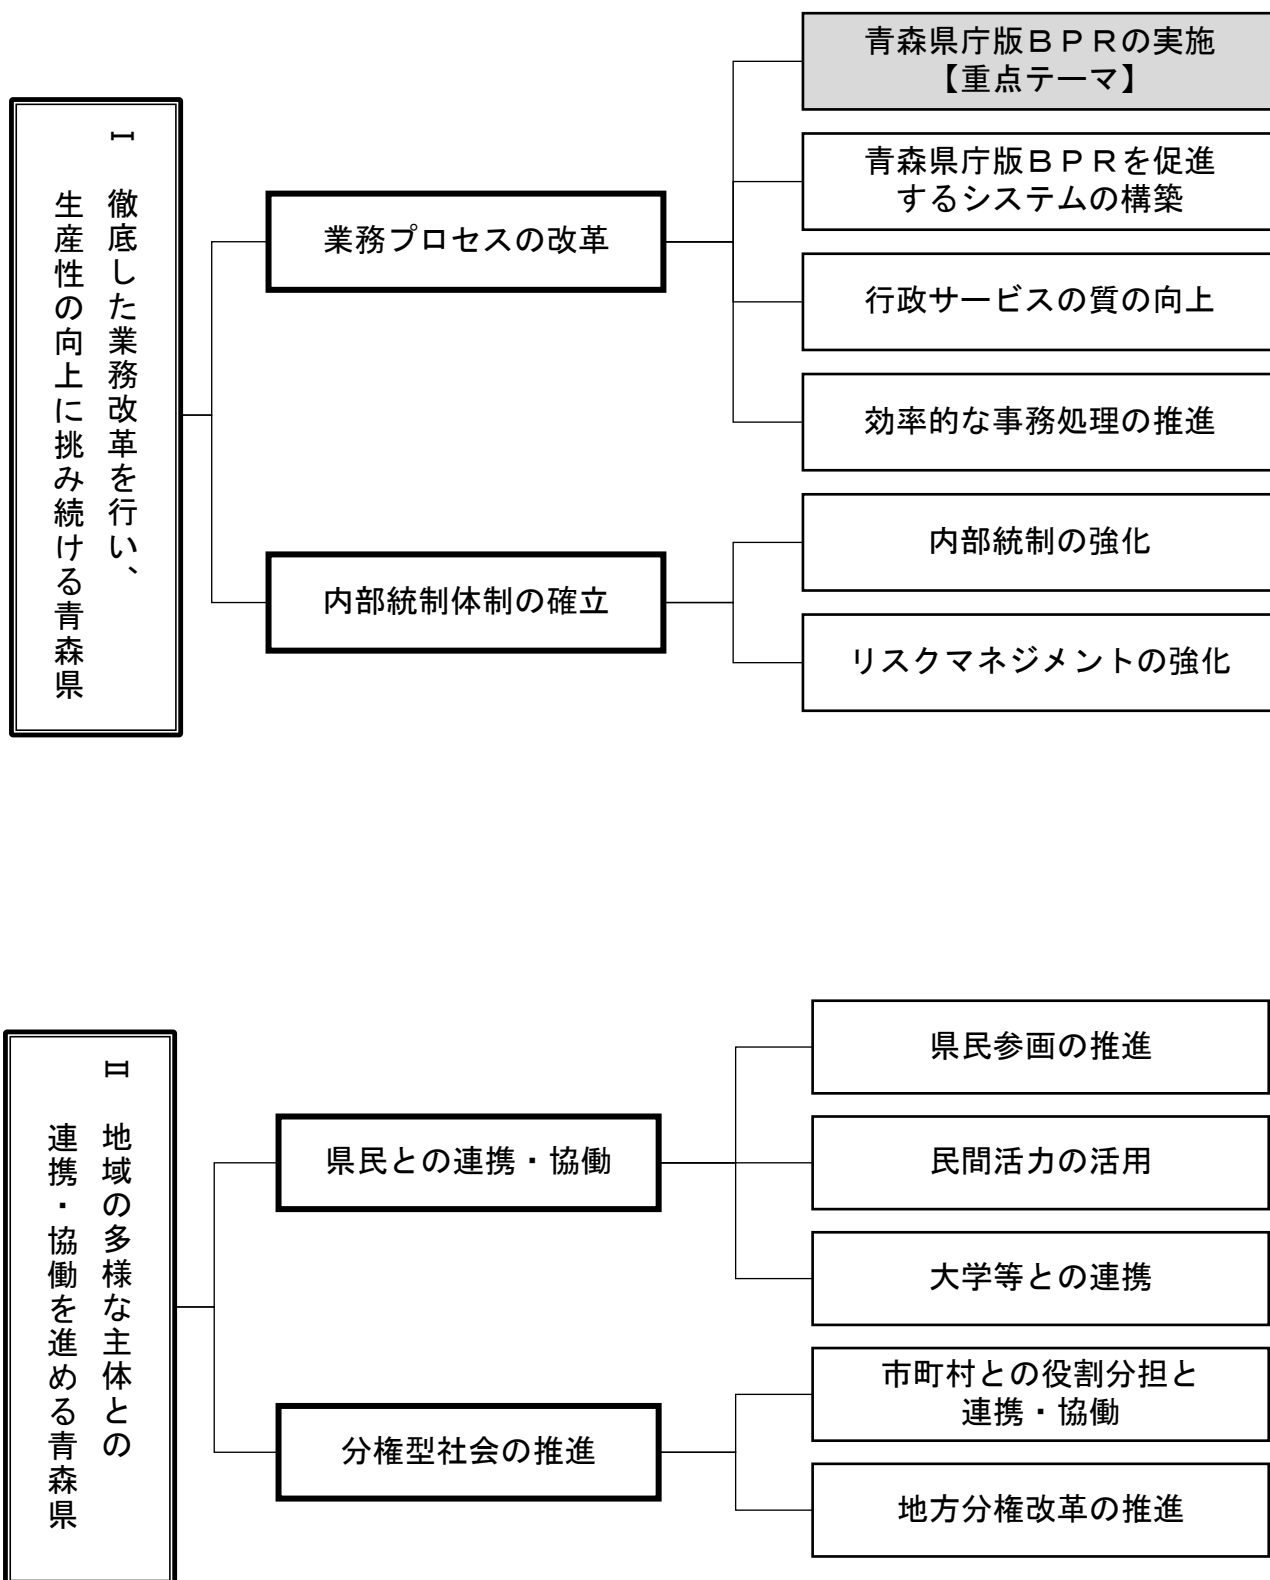 Ⅰ　徹底した業務改革を行い、
生産性の向上に挑み続ける青森県
業務プロセスの改革
青森県庁版ＢＰＲの実施
【重点テーマ】
青森県庁版ＢＰＲを促進
するシステムの構築
行政サービスの質の向上
効率的な事務処理の推進
内部統制体制の確立
内部統制の強化
リスクマネジメントの強化
Ⅱ　地域の多様な主体との
連携・協働を進める青森県
県民との連携・協働
県民参画の推進
民間活力の活用
大学等との連携
分権型社会の推進
市町村との役割分担と
連携・協働
地方分権改革の推進